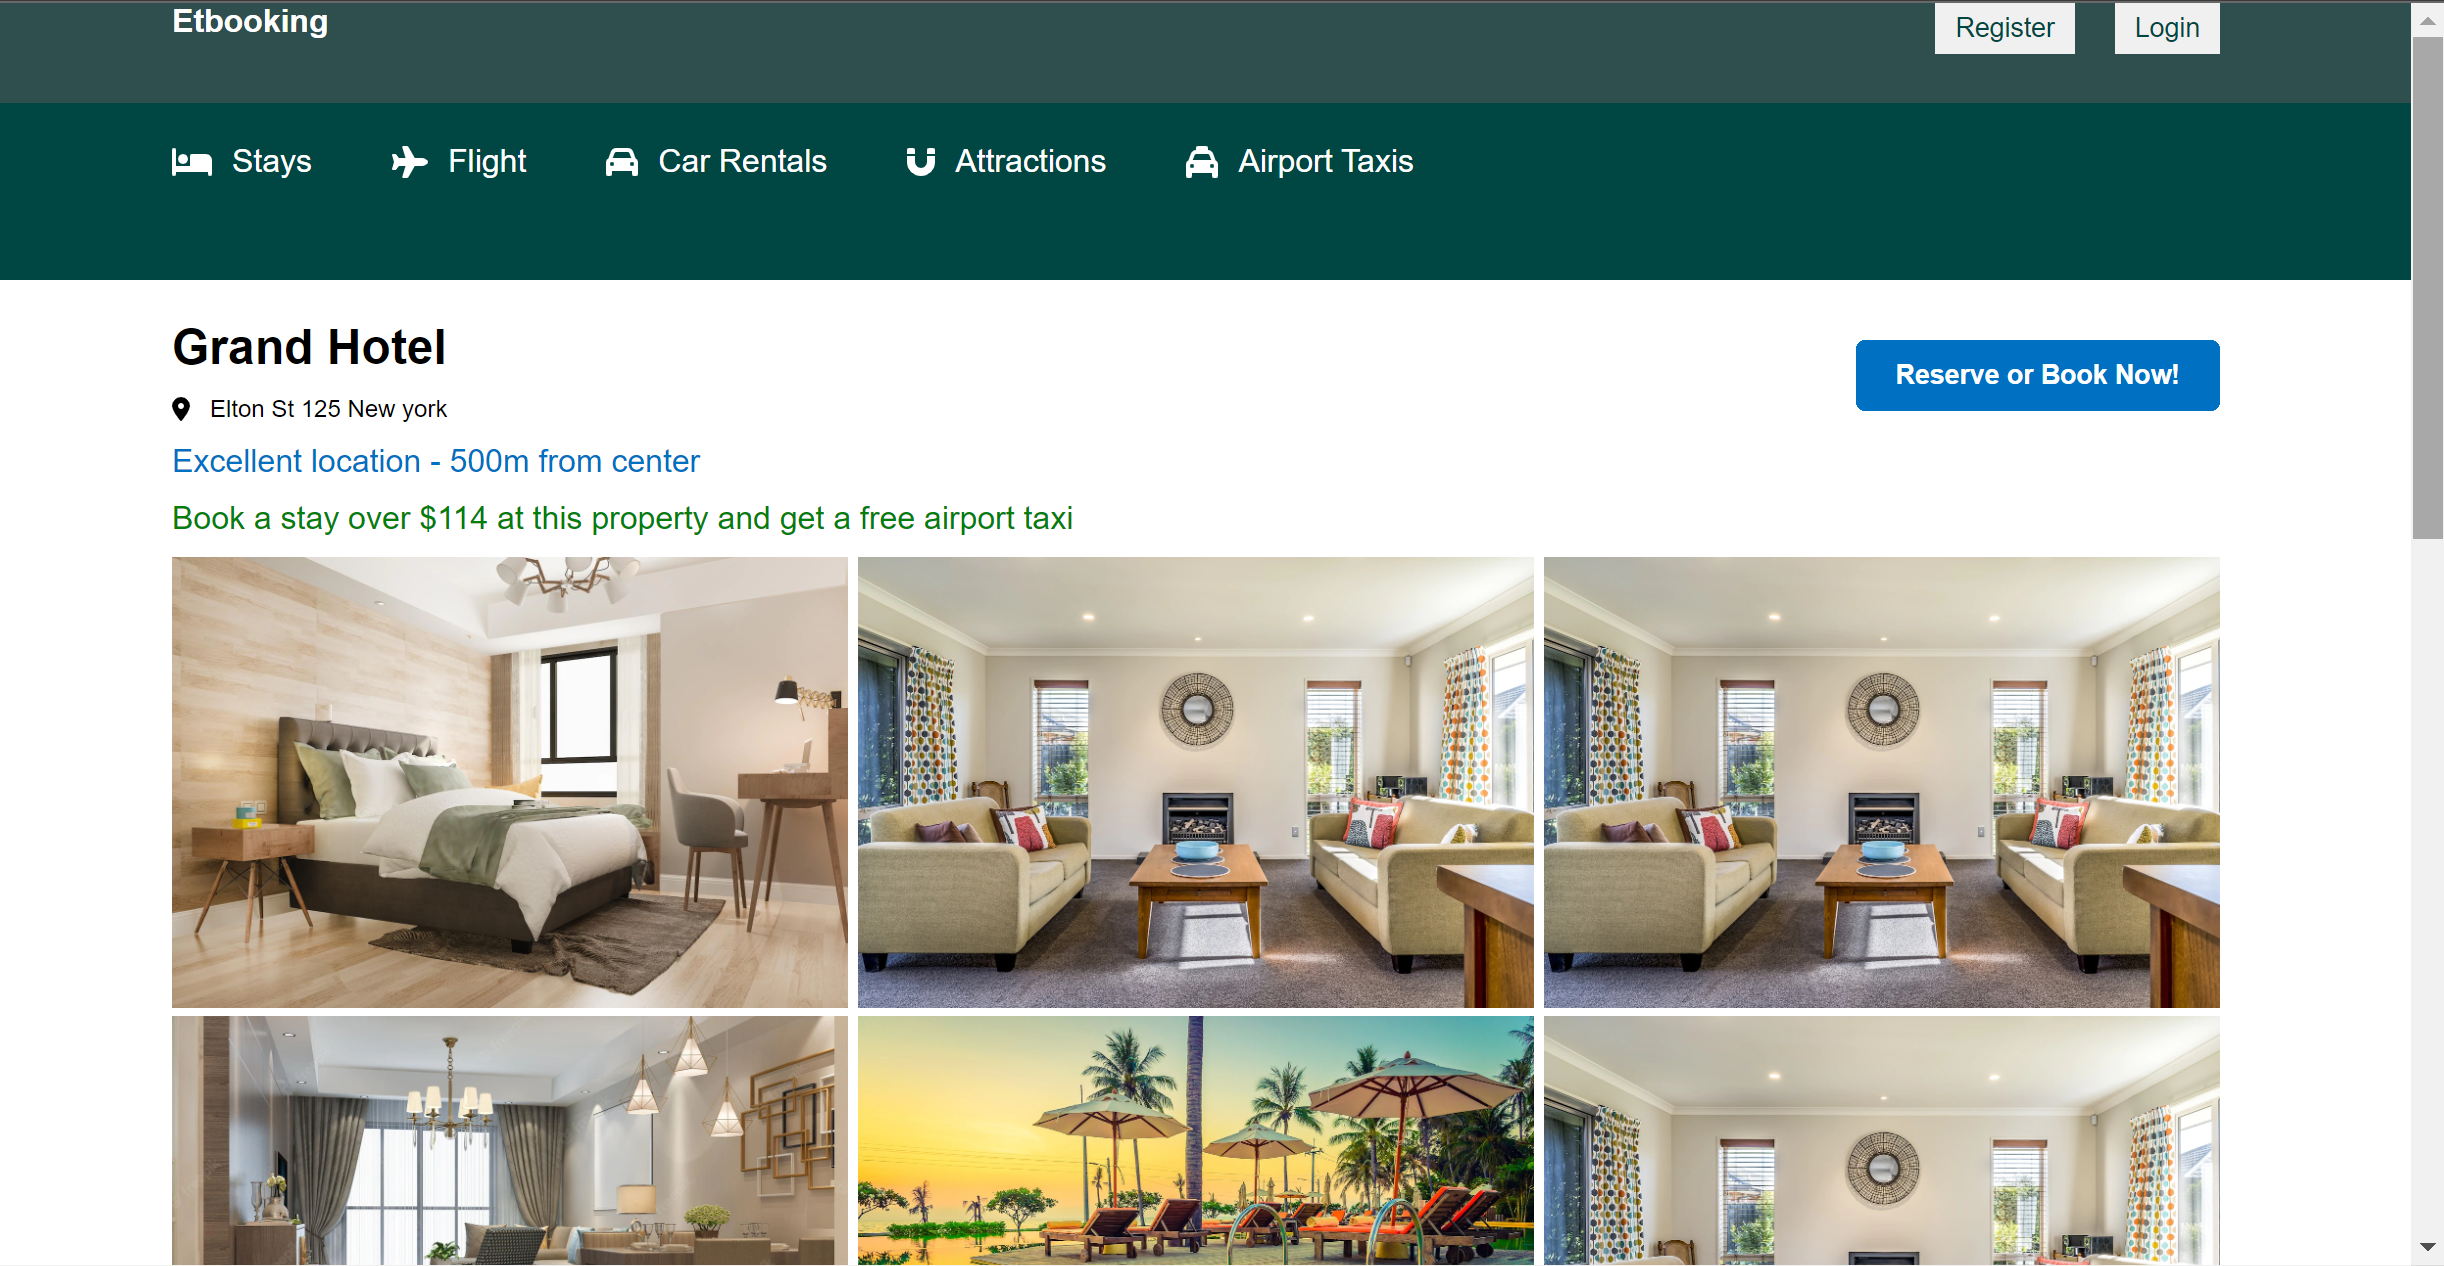 Etbooking
Register
Login
Stays
Flight
Car Rentals
Attractions
Airport Taxis
Grand Hotel
Reserve or Book Now!
Elton St 125 New york
Excellent location - 500m from center
Book a stay over $114 at this property and get a free airport taxi